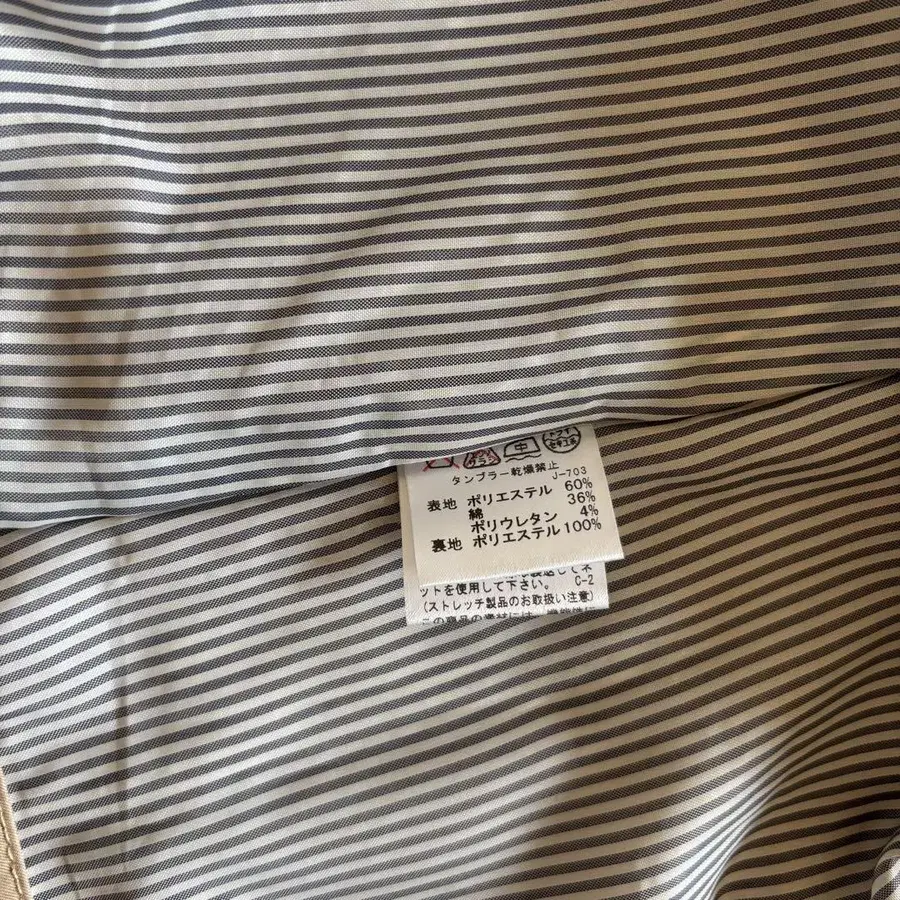 タンブラー乾燥禁止
J-703
表地 ポリエステル 60%
綿 36%
ポリウレタン 4%
裏地 ポリエステル 100%
ットを使用して下さい。 C-2
(ストレッチ製品のお取扱い注意)